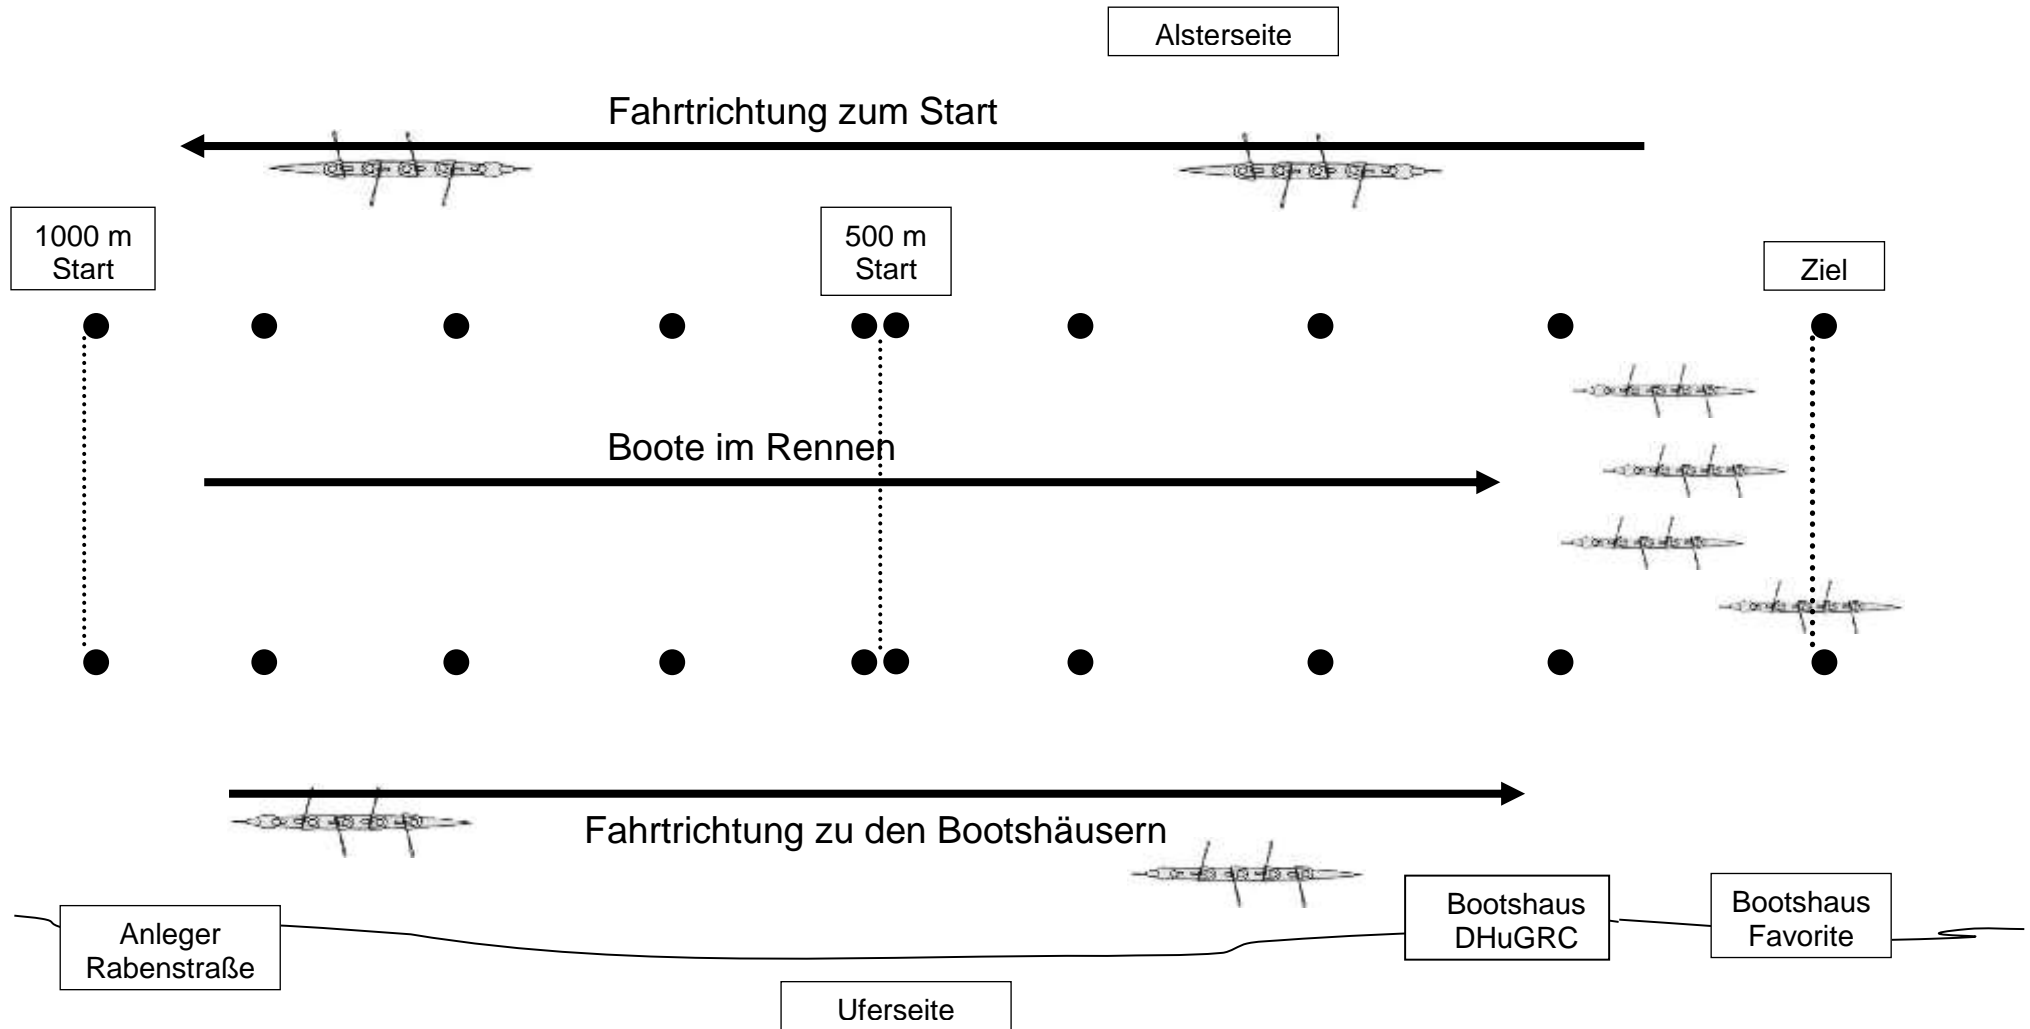 Alsterseite
Fahrtrichtung zum Start
1000 m
Start
500 m
Start
Ziel
Boote im Rennen
Fahrtrichtung zu den Bootshäusern
Anleger
Rabenstraße
Bootshaus
DHuGRC
Bootshaus
Favorite
Uferseite